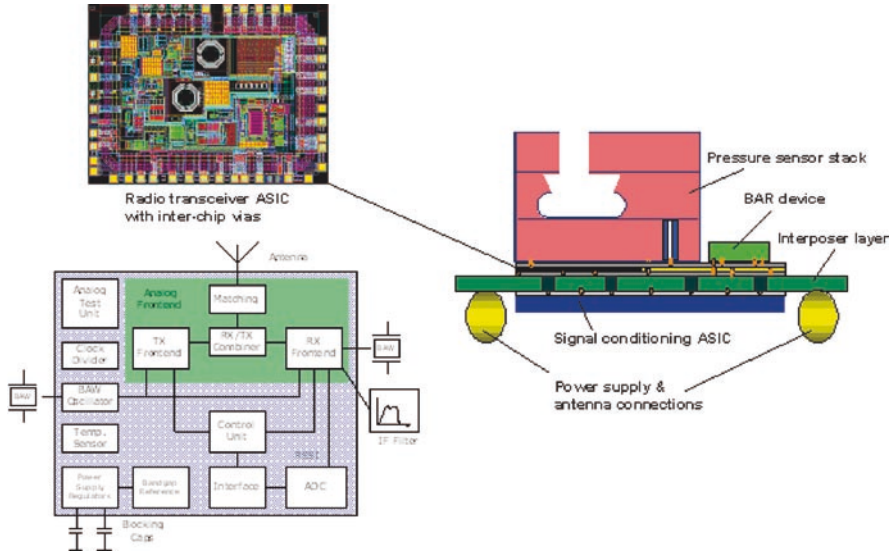 Radio transceiver ASIC
with inter-chip vias
Pressure sensor stack
BAR device
Interposer layer
Signal conditioning ASIC
Power supply &
antenna connections
Antenna
Analog
Test
Unit
Analog
Frontend
Matching
TX
Frontend
RX/TX
Combiner
RX
Frontend
BAW
Clock
Divider
BAW
BAW
Oscillator
Temp.
Sensor
Control
Unit
IF Filter
RSSI
Power
Supply
Regulators
Bandgap
Reference
Interface
ADC
Blocking
Caps